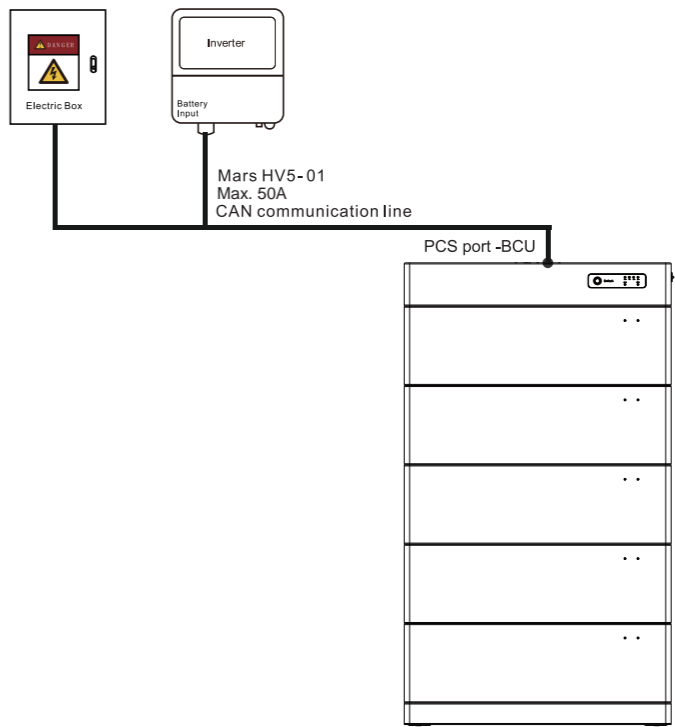 DANGER
Electric Box
Inverter
Battery
Input
Mars HV5-01
Max. 50A
CAN communication line
PCS port -BCU